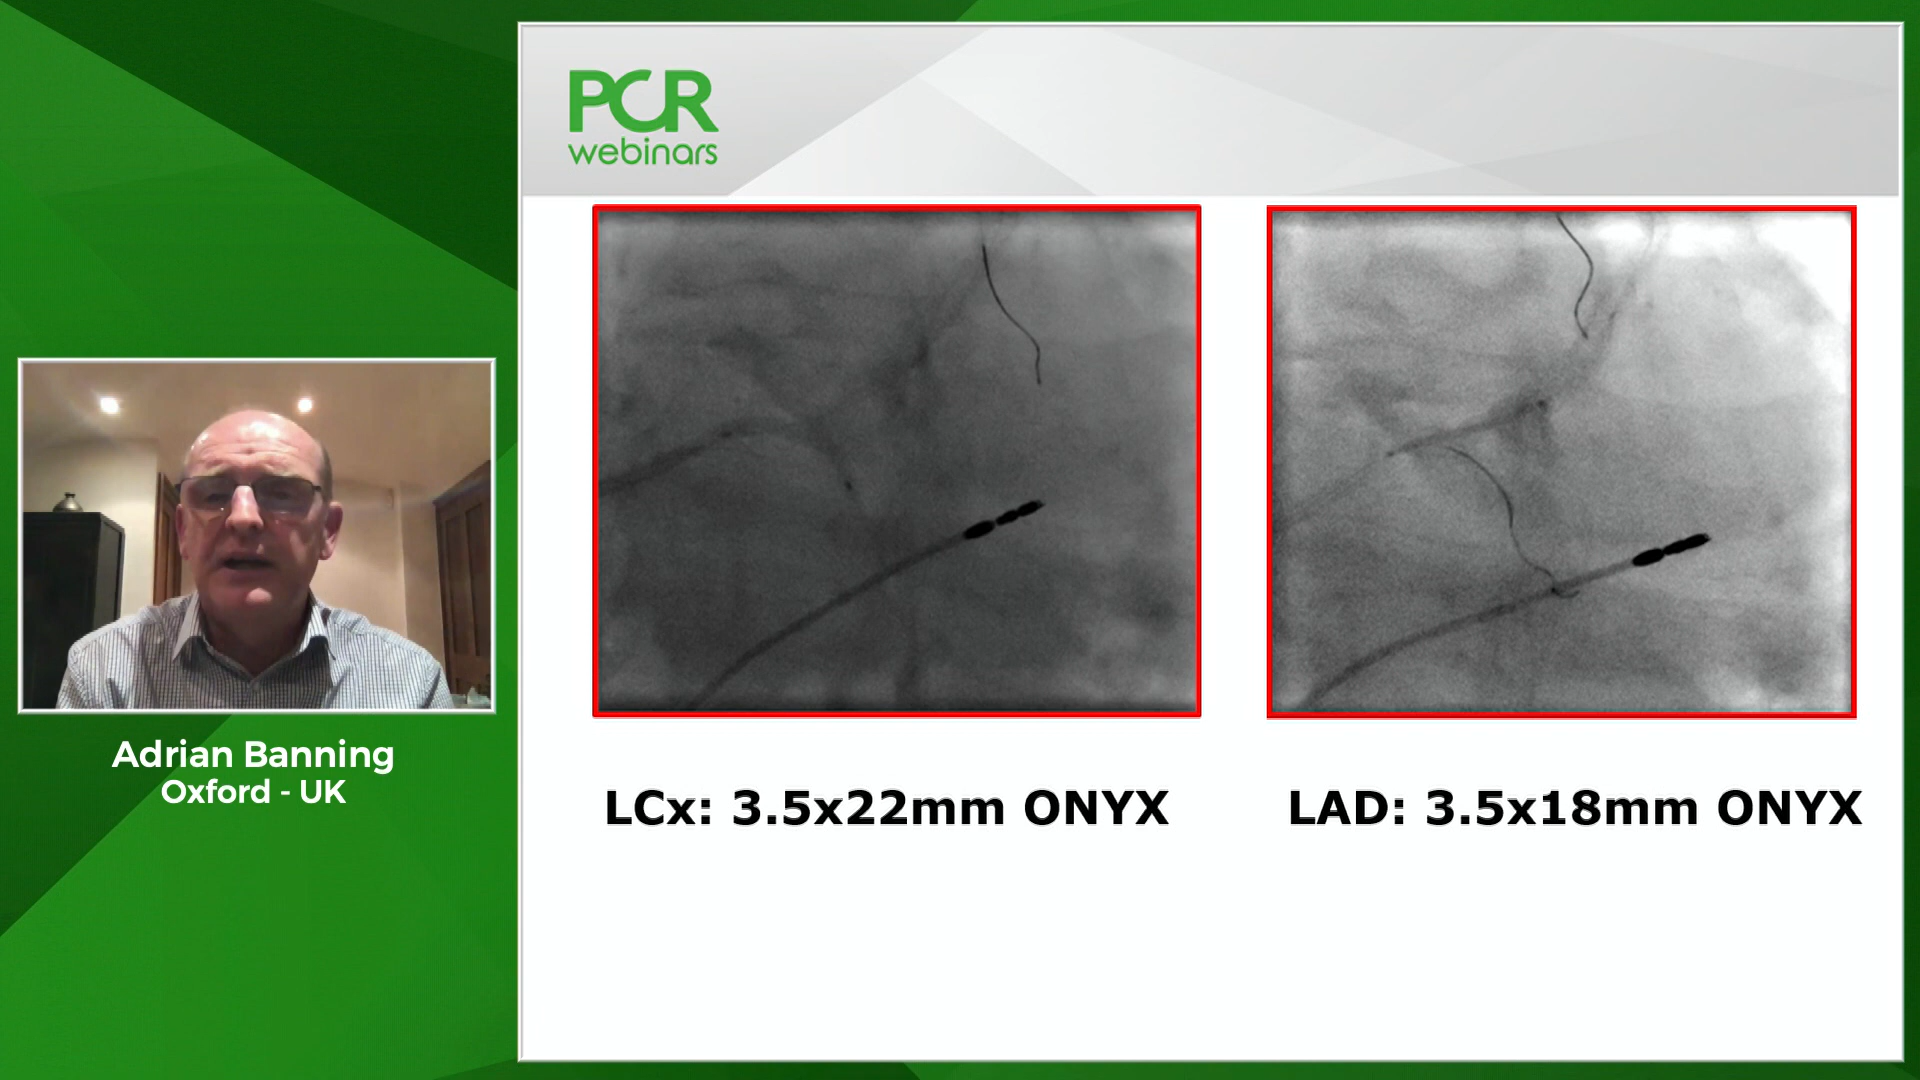 PCR
webinars
Adrian Banning
Oxford - UK
LCx: 3.5x22mm ONYX
LAD: 3.5x18mm ONYX